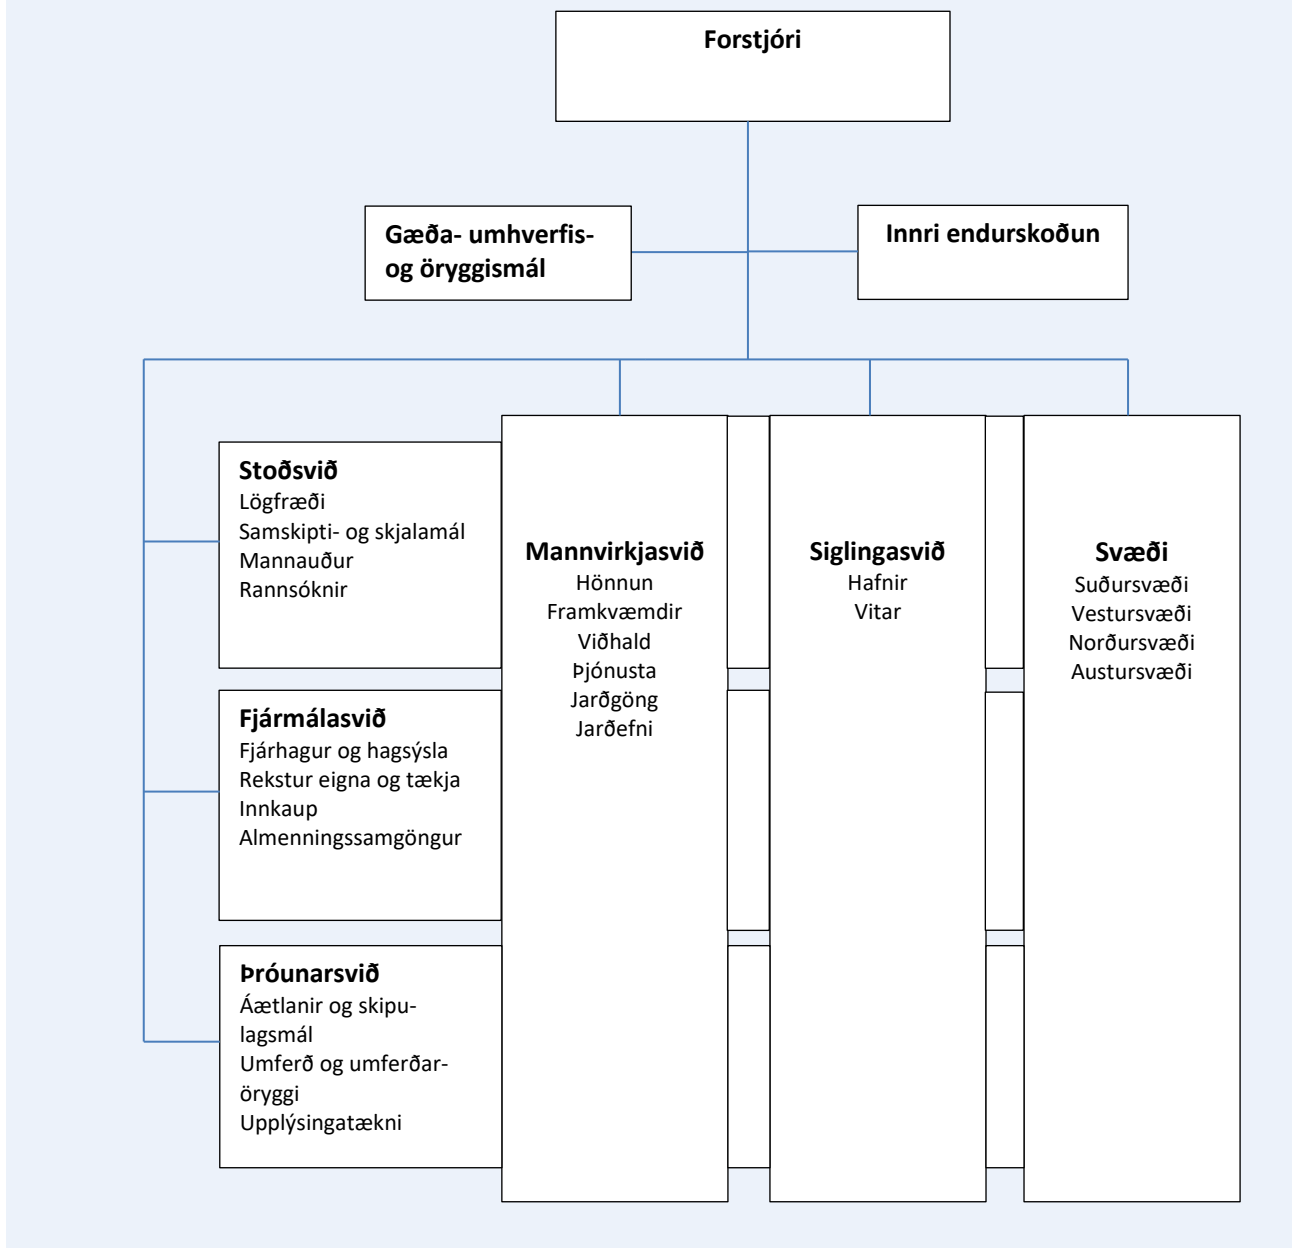 Forstjóri
Gæða- umhverfis-
og öryggismál
Innri endurskoðun
Stoðsvið
Lögfræði
Samskipti- og skjalamál
Mannauður
Rannsóknir
Fjármálasvið
Fjárhagur og hagsýsla
Rekstur eigna og tækja
Innkaup
Almenningssamgöngur
Þróunarsvið
Áætlanir og skipu-
lagsmál
Umferð og umferðar-
öryggi
Upplýsingatækni
Mannvirkjasvið
Hönnun
Framkvæmdir
Viðhald
Þjónusta
Jarðgöng
Jarðefni
Siglingasvið
Hafnir
Vitar
Svæði
Suðursvæði
Vestursvæði
Norðursvæði
Austursvæði